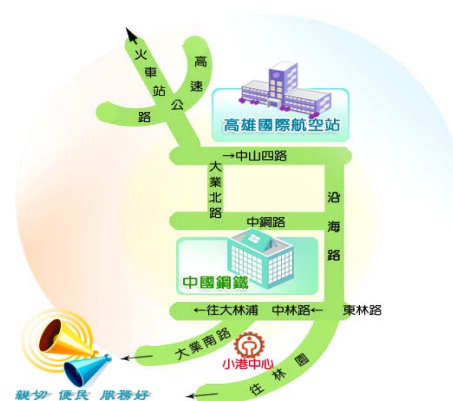 火車站
高速公路
高雄國際航空站
→中山四路
大業北路
沿海路
中鋼路
中國鋼鐵
←往大林浦 中林路← 東林路
大業南路
小港中心
往林園
親切 便民 服務好